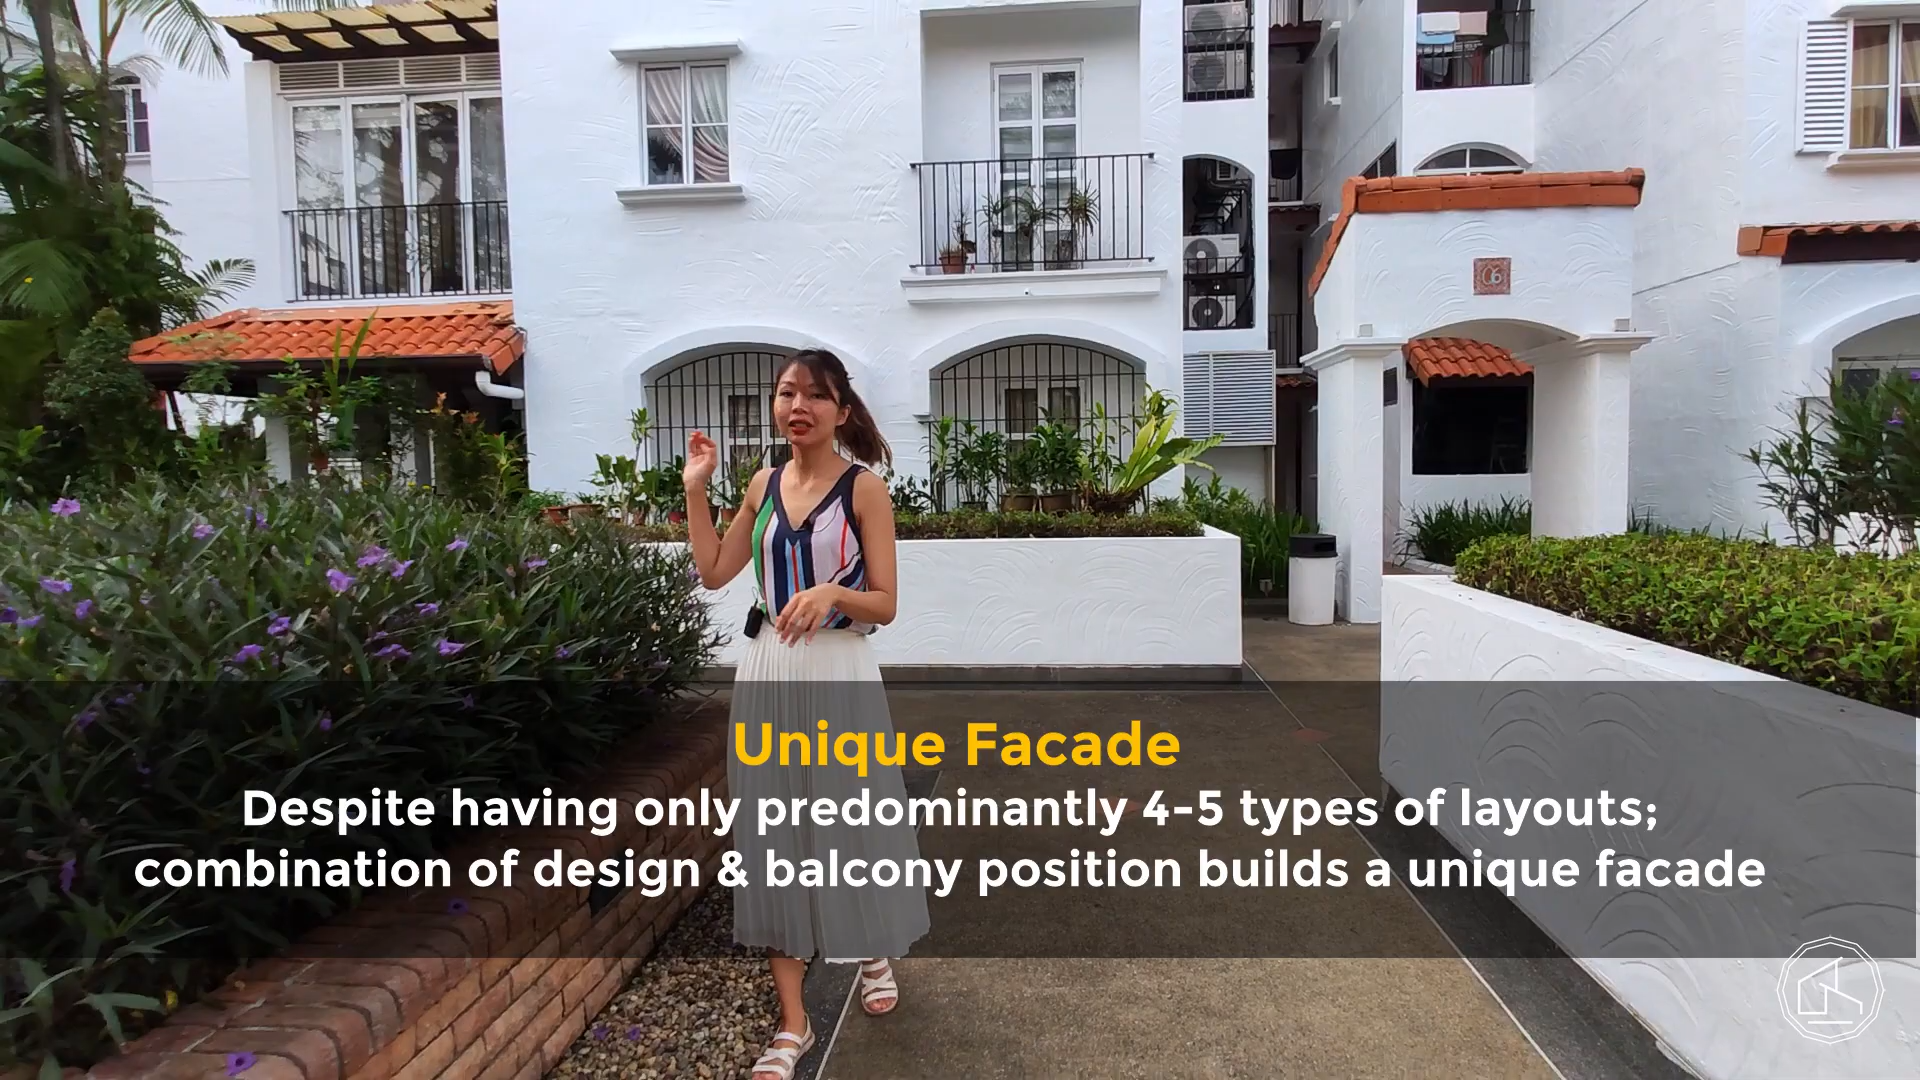 06
Unique Facade
Despite having only predominantly 4-5 types of layouts;
combination of design & balcony position builds a unique facade